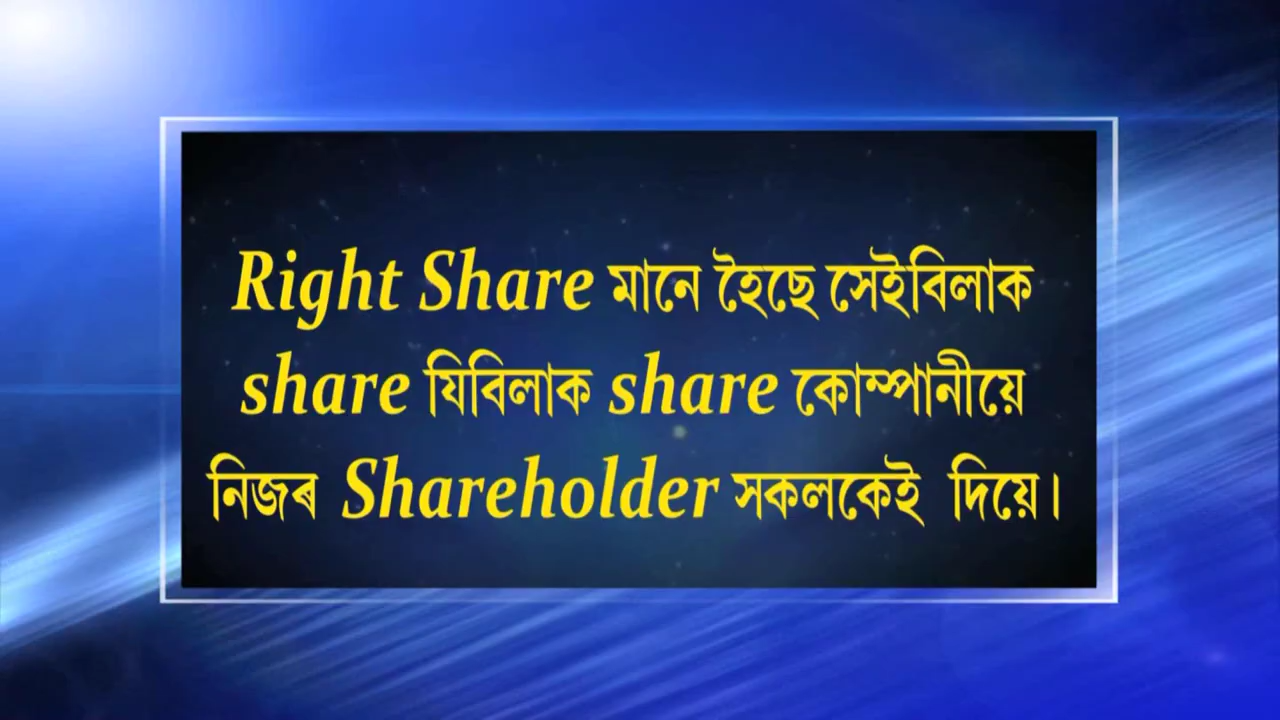 Right Share মানে হৈছে সেইবিলাক
share যিবিলাক share কোম্পানীয়ে
নিজৰ Shareholder সকলকেই দিয়ে।